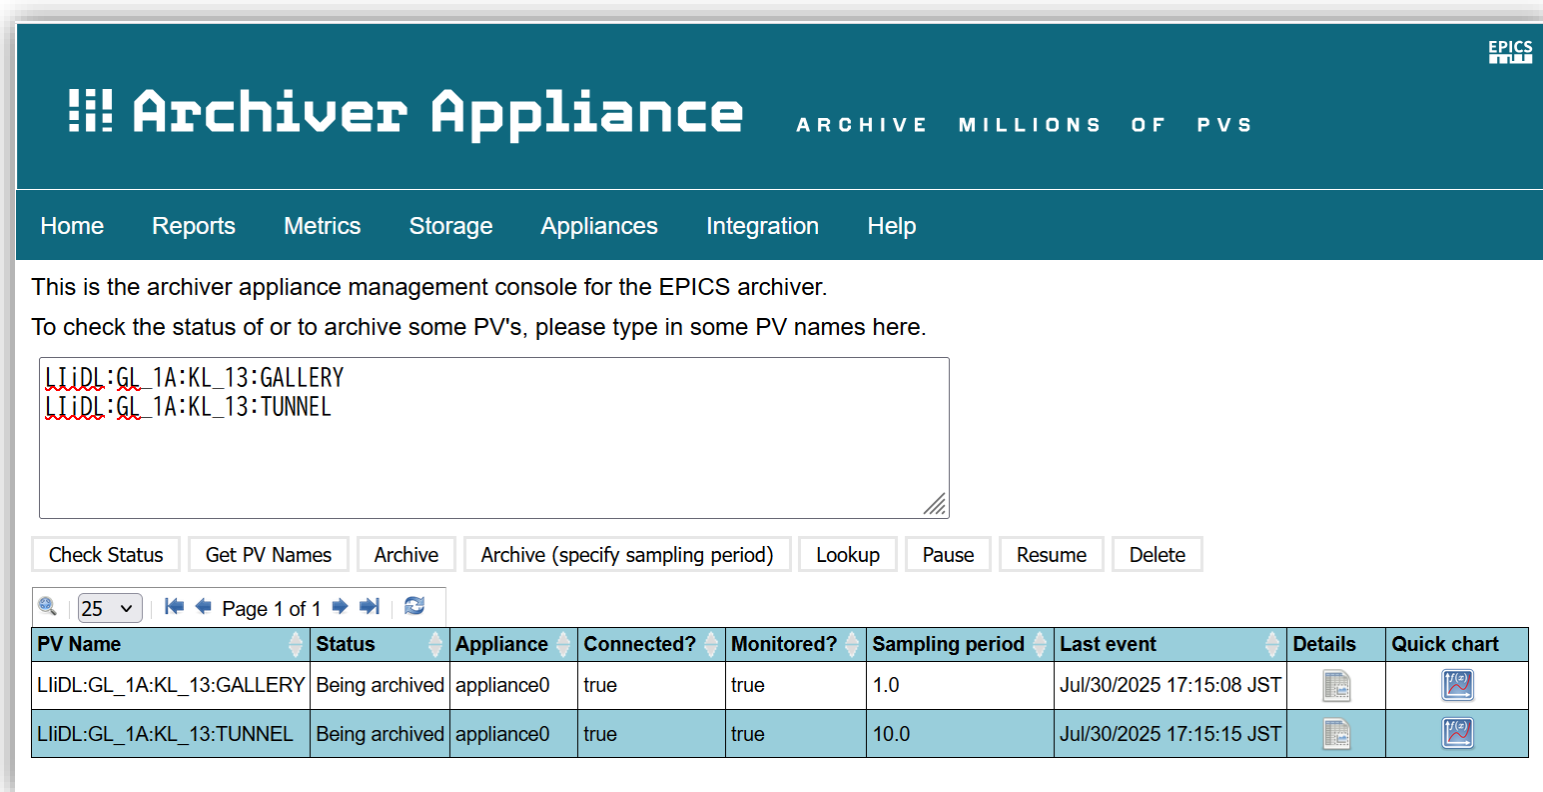 EPICS
Archiver Appliance ARCHIVE MILLIONS OF PVS
Home Reports Metrics Storage Appliances Integration Help
This is the archiver appliance management console for the EPICS archiver.
To check the status of or to archive some PV's, please type in some PV names here.
LIiDL:GL_1A:KL_13:GALLERY
LIiDL:GL_1A:KL_13:TUNNEL
Check Status Get PV Names Archive Archive (specify sampling period) Lookup Pause Resume Delete
25 Page 1 of 1
PV Name Status Appliance Connected? Monitored? Sampling period Last event Details Quick chart
LIiDL:GL_1A:KL_13:GALLERY Being archived appliance0 true true 1.0 Jul/30/2025 17:15:08 JST
LIiDL:GL_1A:KL_13:TUNNEL Being archived appliance0 true true 10.0 Jul/30/2025 17:15:15 JST